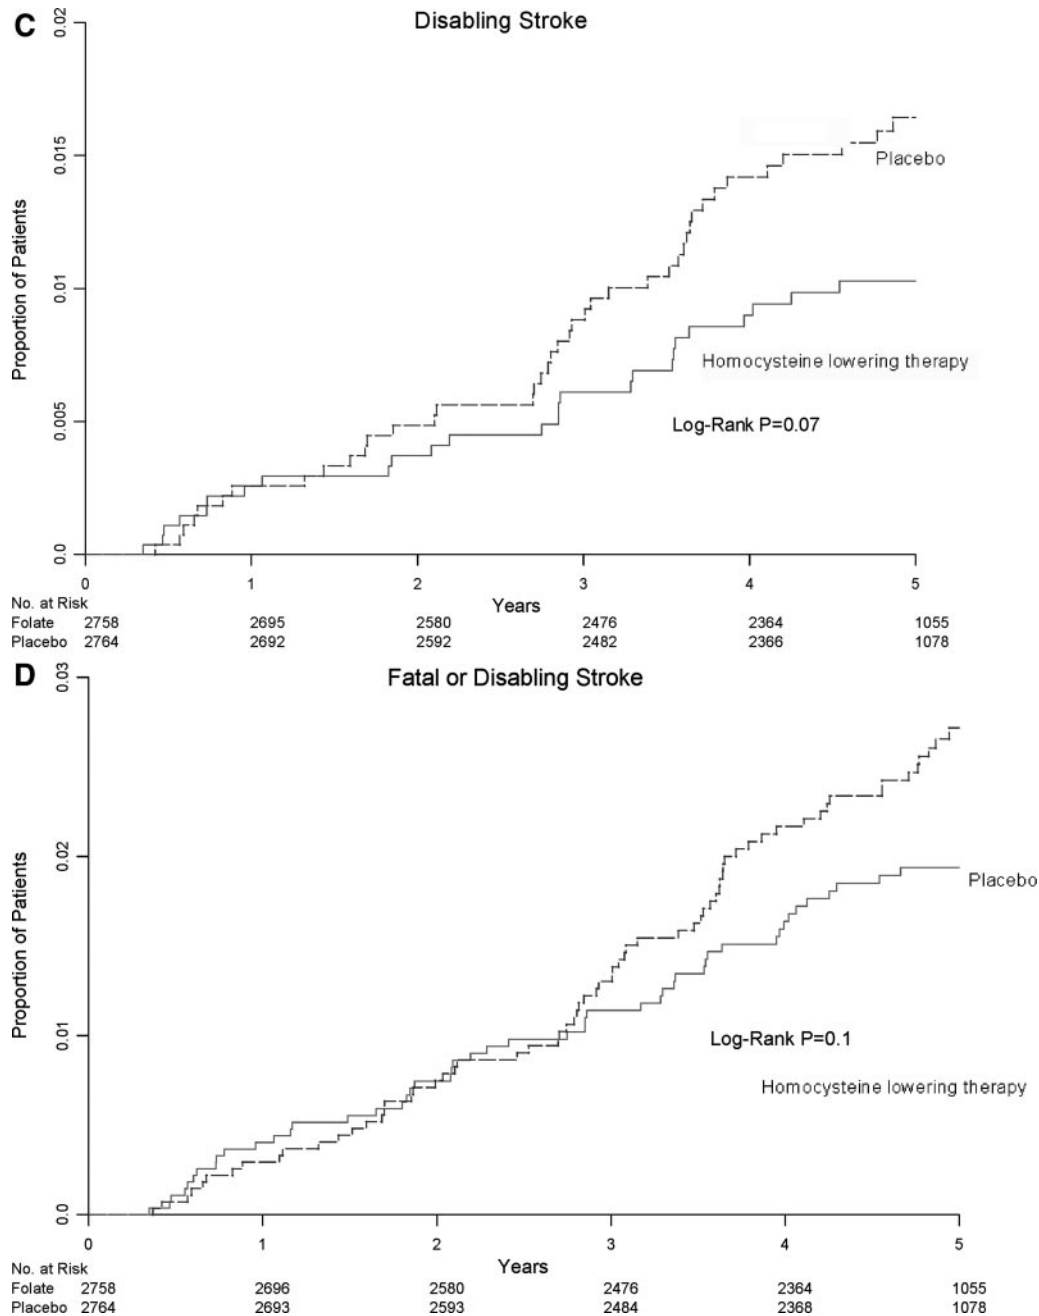 C
Disabling Stroke
0.02
0.015
Placebo
Proportion of Patients
0.01
Homocysteine lowering therapy
0.005
Log-Rank P=0.07
0.0
0 1 2 3 4 5
Years
No. at Risk
Folate 2758 2695 2580 2476 2364 1055
Placebo 2764 2692 2592 2482 2366 1078
D
Fatal or Disabling Stroke
0.03
0.02
Placebo
Proportion of Patients
0.01
Log-Rank P=0.1
Homocysteine lowering therapy
0.0
0 1 2 3 4 5
Years
No. at Risk
Folate 2758 2696 2580 2476 2364 1055
Placebo 2764 2693 2593 2484 2368 1078